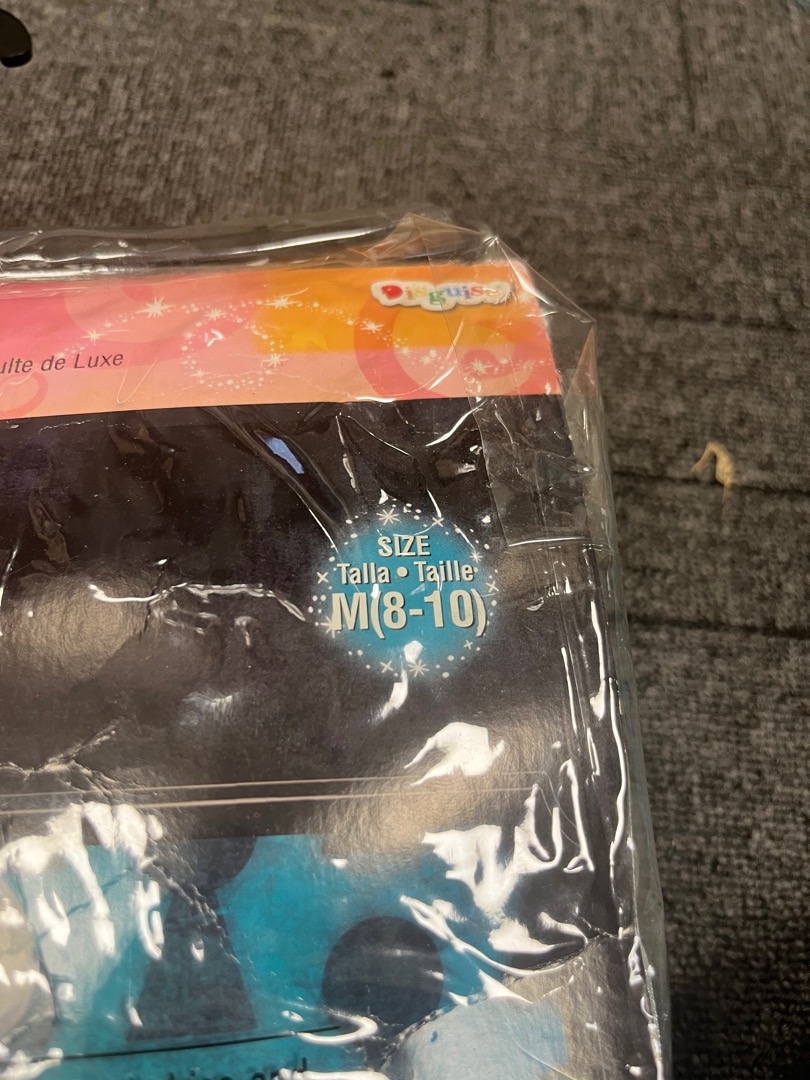 Disguise
ulte de Luxe
SIZE
Talla • Taille
M(8-10)